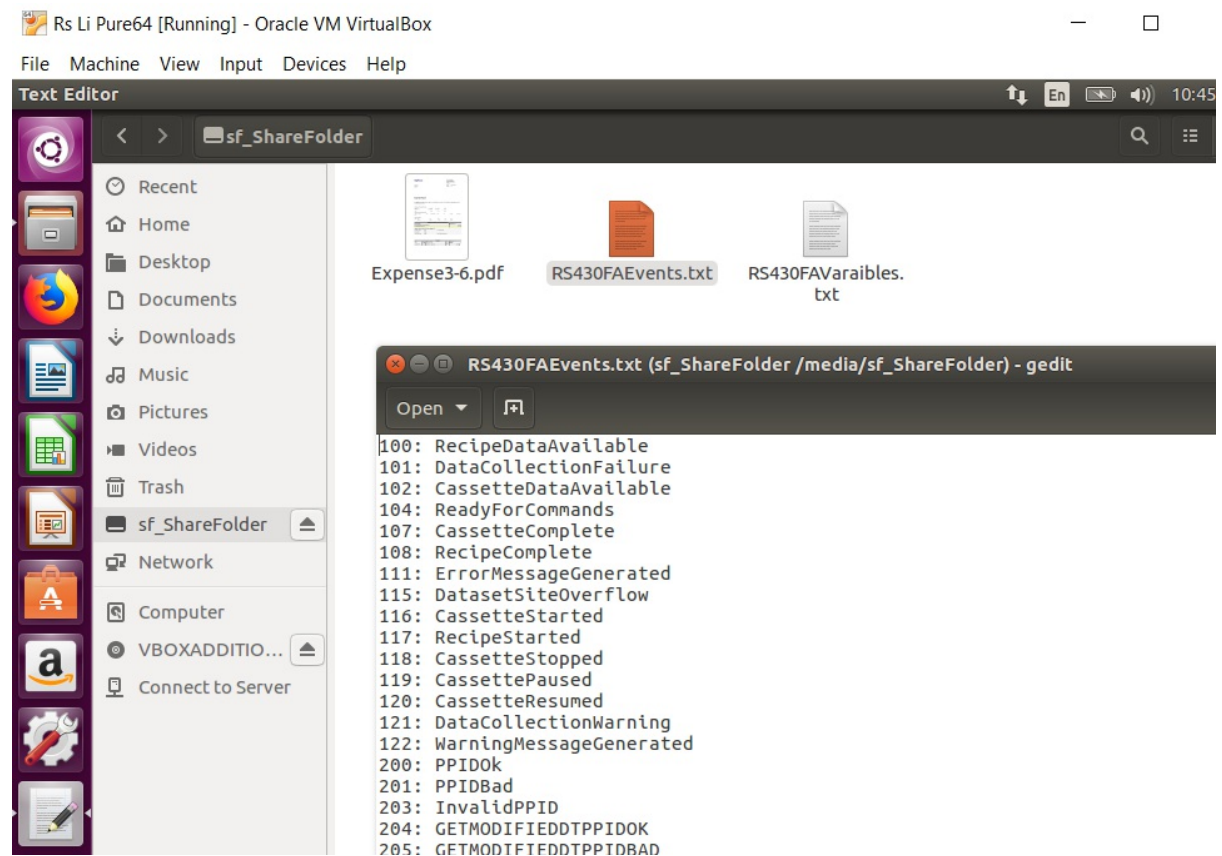 Rs Li Pure64 [Running] - Oracle VM VirtualBox
File Machine View Input Devices Help
Text Editor
En
10:45
sf_ShareFolder
Recent
Home
Desktop
Documents
Downloads
Music
Pictures
Videos
Trash
sf_ShareFolder
Network
Computer
VBOXADDITIO...
Connect to Server
Expense3-6.pdf
RS430FAEvents.txt
RS430FAVaraibles.
txt
RS430FAEvents.txt (sf_ShareFolder /media/sf_ShareFolder) - gedit
Open
100: RecipeDataAvailable
101: DataCollectionFailure
102: CassetteDataAvailable
104: ReadyForCommands
107: CassetteComplete
108: RecipeComplete
111: ErrorMessageGenerated
115: DatasetSiteOverflow
116: CassetteStarted
117: RecipeStarted
118: CassetteStopped
119: CassettePaused
120: CassetteResumed
121: DataCollectionWarning
122: WarningMessageGenerated
200: PPIDOk
201: PPIDBad
203: InvalidPPID
204: GETMODIFIEDDTPPIDOK
205: GETMODIFIEDDTPPIDBAD